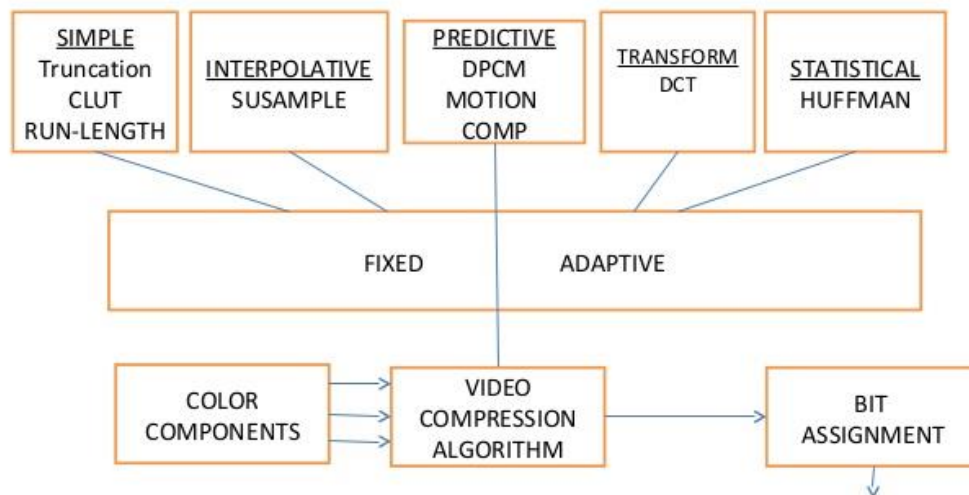 SIMPLE
Truncation
CLUT
RUN-LENGTH
INTERPOLATIVE
SUSAMPLE
PREDICTIVE
DPCM
MOTION
COMP
TRANSFORM
DCT
STATISTICAL
HUFFMAN
FIXED ADAPTIVE
COLOR
COMPONENTS
VIDEO
COMPRESSION
ALGORITHM
BIT
ASSIGNMENT